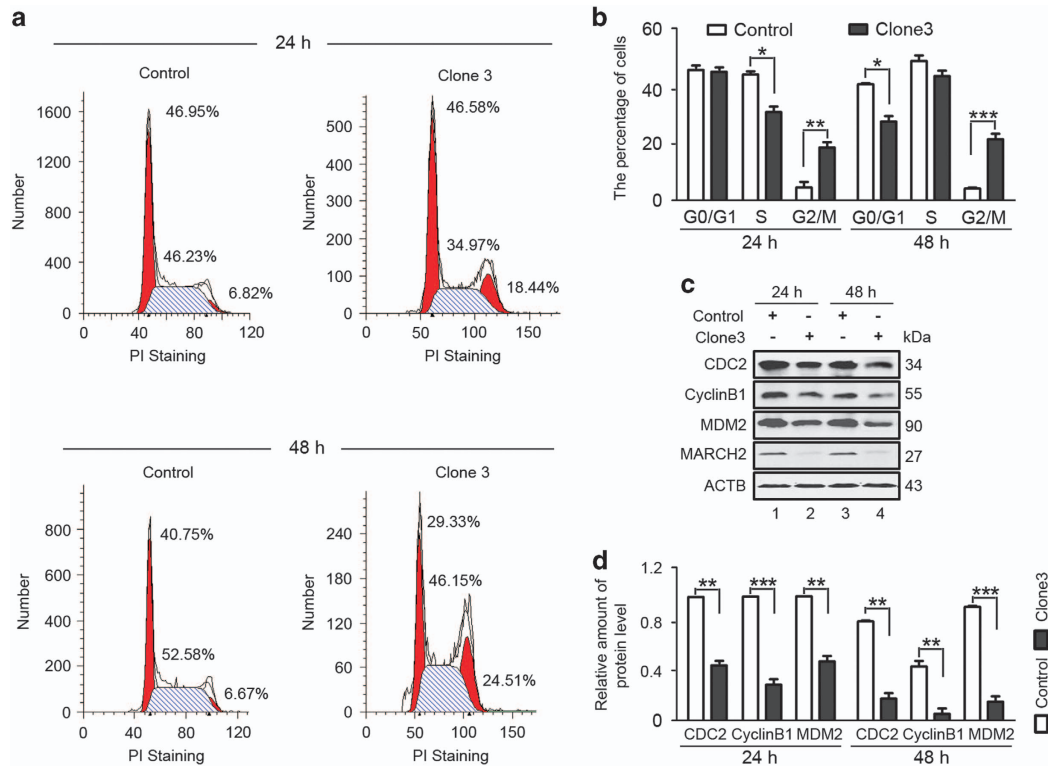 a
24 h
Control
1600
1200
800
400
0
Number
46.95%
46.23%
6.82%
0 40 80 120
PI Staining
Clone 3
500
400
300
200
100
0
Number
46.58%
34.97%
18.44%
0 50 100 150
PI Staining
48 h
Control
800
600
400
200
0
Number
40.75%
52.58%
6.67%
0 40 80 120
PI Staining
Clone 3
240
180
120
60
0
Number
29.33%
46.15%
24.51%
0 50 100 150
PI Staining
b
Control Clone3
The percentage of cells
60
40
20
0
* ** * ***
G0/G1 S G2/M G0/G1 S G2/M
24 h 48 h
c
24 h 48 h
Control + - + -
Clone3 - + - + kDa
CDC2 34
CyclinB1 55
MDM2 90
MARCH2 27
ACTB 43
1 2 3 4
d
Relative amount of
protein level
1.2
0.8
0.4
0
** *** ** ** ** ***
CDC2 CyclinB1 MDM2 CDC2 CyclinB1 MDM2
24 h 48 h
Control Clone3